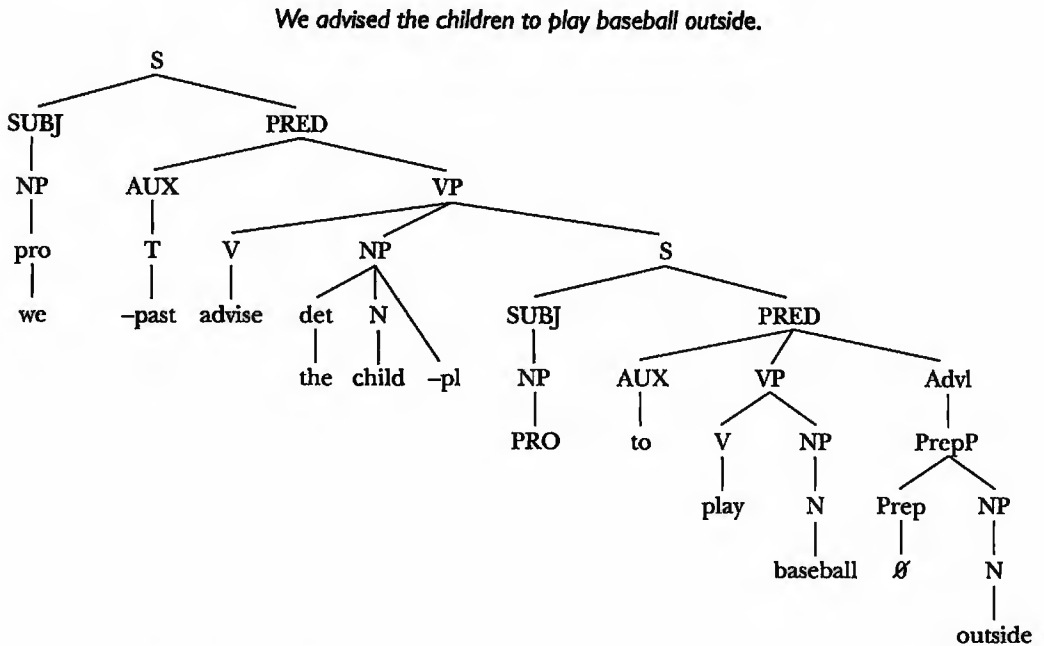 We advised the children to play baseball outside.
S
SUBJ PRED
NP AUX VP
pro T V NP S
we –past advise det N SUBJ PRED
the child –pl NP AUX VP Advl
PRO to V NP PrepP
play N Prep NP
baseball Ø N
outside